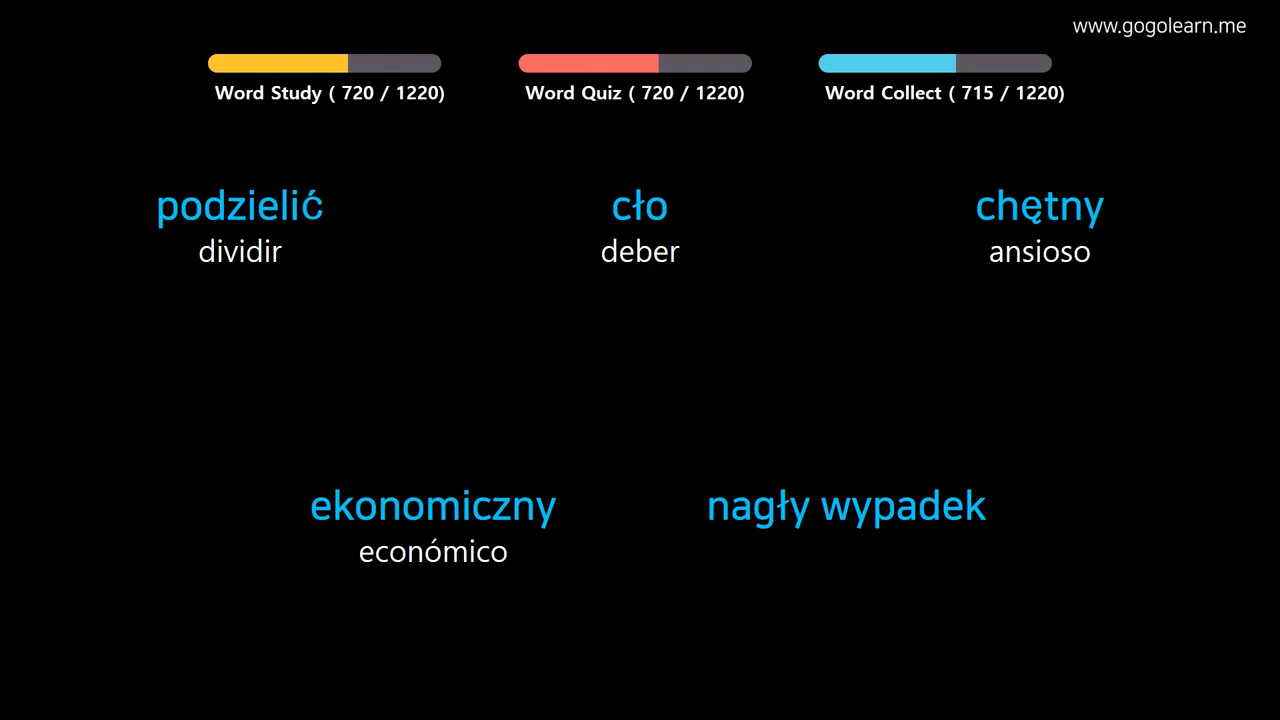 www.gogolearn.me
Word Study ( 720 / 1220)
Word Quiz ( 720 / 1220)
Word Collect ( 715 / 1220)
podzielić
dividir
cło
deber
chętny
ansioso
ekonomiczny
económico
nagły wypadek